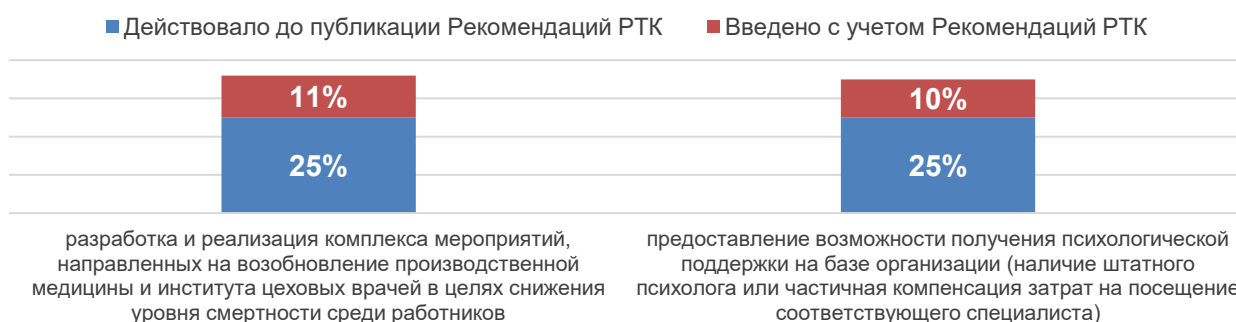 Действовало до публикации Рекомендаций РТК Введено с учетом Рекомендаций РТК
11%
25%
10%
25%
разработка и реализация комплекса мероприятий,
направленных на возобновление производственной
медицины и института цеховых врачей в целях снижения
уровня смертности среди работников
предоставление возможности получения психологической
поддержки на базе организации (наличие штатного
психолога или частичная компенсация затрат на посещение
соответствующего специалиста)